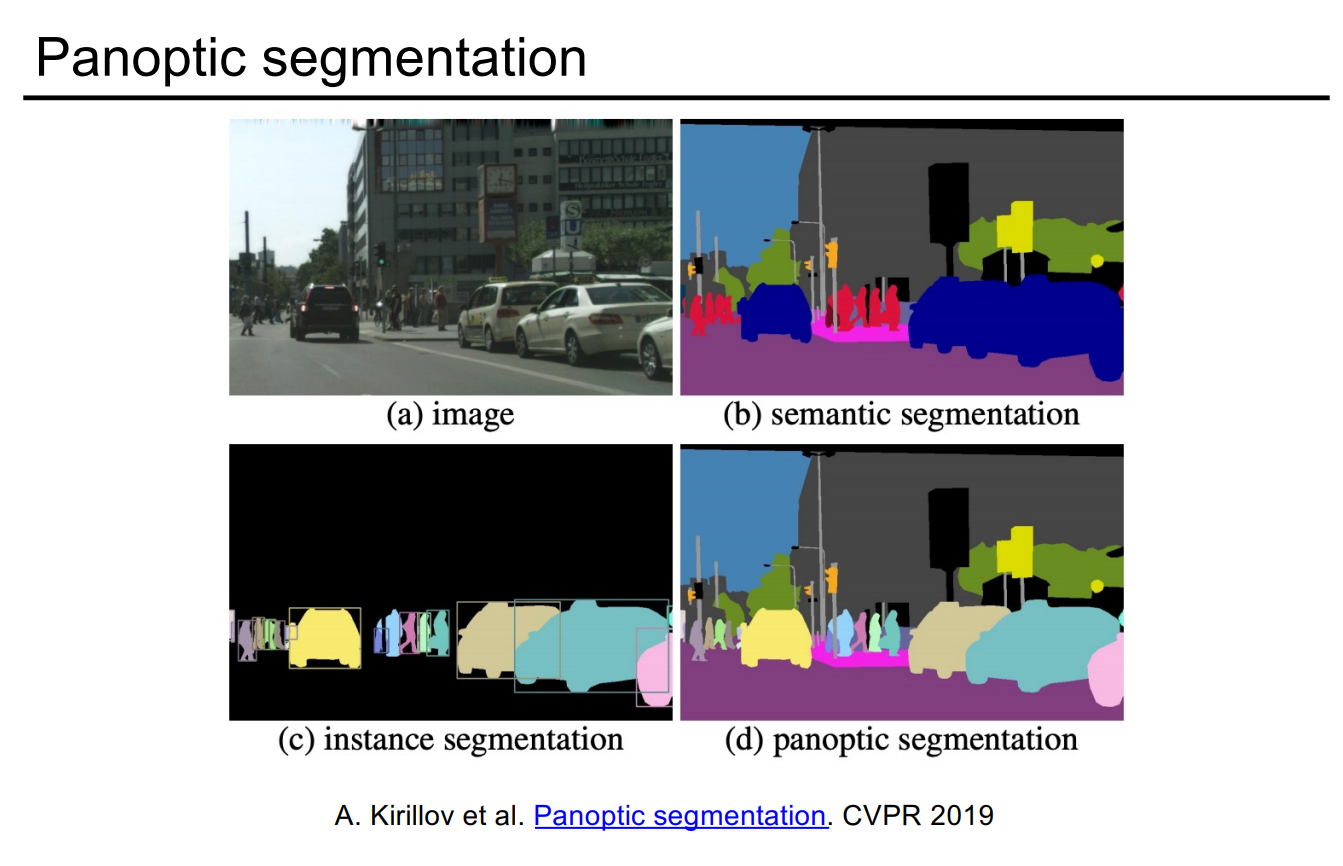 Panoptic segmentation
S
U
(a) image
(b) semantic segmentation
(c) instance segmentation
(d) panoptic segmentation
A. Kirillov et al. Panoptic segmentation. CVPR 2019